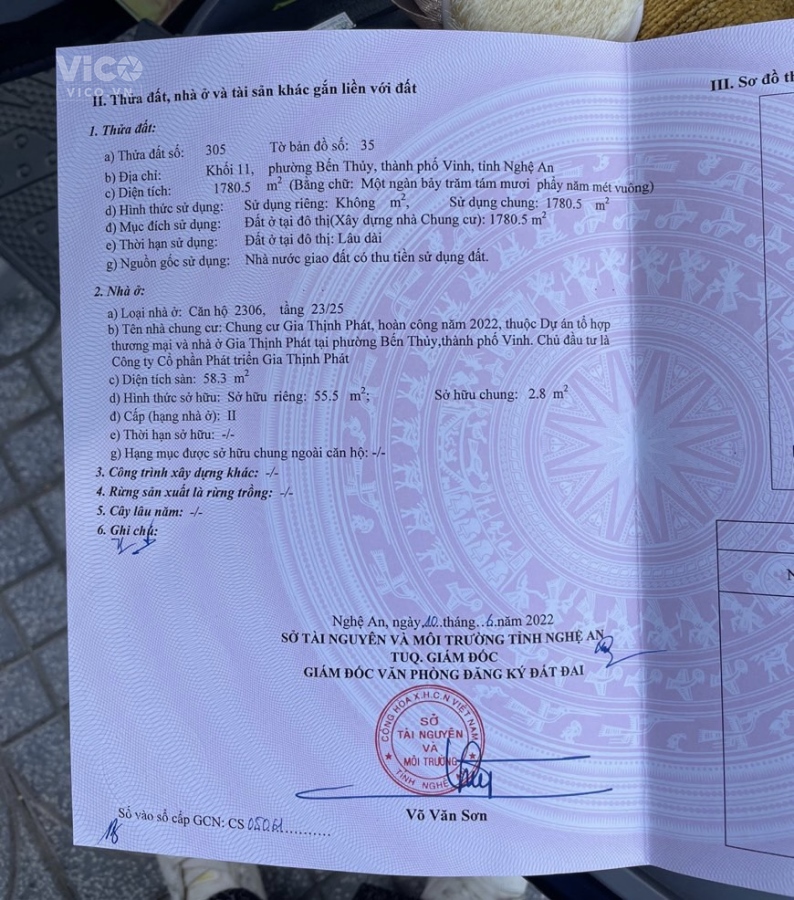 VICO
VICO.VN
II. Thửa đất, nhà ở và tài sản khác gắn liền với đất
1. Thửa đất:
a) Thửa đất số: 305 Tờ bản đồ số: 35
b) Địa chỉ: Khối 11, phường Bến Thủy, thành phố Vinh, tỉnh Nghệ An
c) Diện tích: 1780.5 m² (Bằng chữ: Một ngàn bảy trăm tám mươi phẩy năm mét vuông)
d) Hình thức sử dụng: Sử dụng riêng: Không m², Sử dụng chung: 1780.5 m²
đ) Mục đích sử dụng: Đất ở tại đô thị(Xây dựng nhà Chung cư): 1780.5 m²
e) Thời hạn sử dụng: Đất ở tại đô thị: Lâu dài
g) Nguồn gốc sử dụng: Nhà nước giao đất có thu tiền sử dụng đất.
2. Nhà ở:
a) Loại nhà ở: Căn hộ 2306, tầng 23/25
b) Tên nhà chung cư: Chung cư Gia Thịnh Phát, hoàn công năm 2022, thuộc Dự án tổ hợp
thương mại và nhà ở Gia Thịnh Phát tại phường Bến Thủy,thành phố Vinh. Chủ đầu tư là
Công ty Cổ phần Phát triển Gia Thịnh Phát
c) Diện tích sàn: 58.3 m²
d) Hình thức sở hữu: Sở hữu riêng: 55.5 m²; Sở hữu chung: 2.8 m²
đ) Cấp (hạng nhà ở): II
e) Thời hạn sở hữu: -/-
g) Hạng mục được sở hữu chung ngoài căn hộ: -/-
3. Công trình xây dựng khác: -/-
4. Rừng sản xuất là rừng trồng: -/-
5. Cây lâu năm: -/-
6. Ghi chú:
Nghệ An, ngày 10 tháng 6 năm 2022
SỞ TÀI NGUYÊN VÀ MÔI TRƯỜNG TỈNH NGHỆ AN
TUQ. GIÁM ĐỐC
GIÁM ĐỐC VĂN PHÒNG ĐĂNG KÝ ĐẤT ĐAI
CỘNG HÒA X.H.C.N VIỆT NAM
SỞ
TÀI NGUYÊN
VÀ
MÔI TRƯỜNG
TỈNH NGHỆ
Võ Văn Sơn
Số vào sổ cấp GCN: CS
III. Sơ đồ th